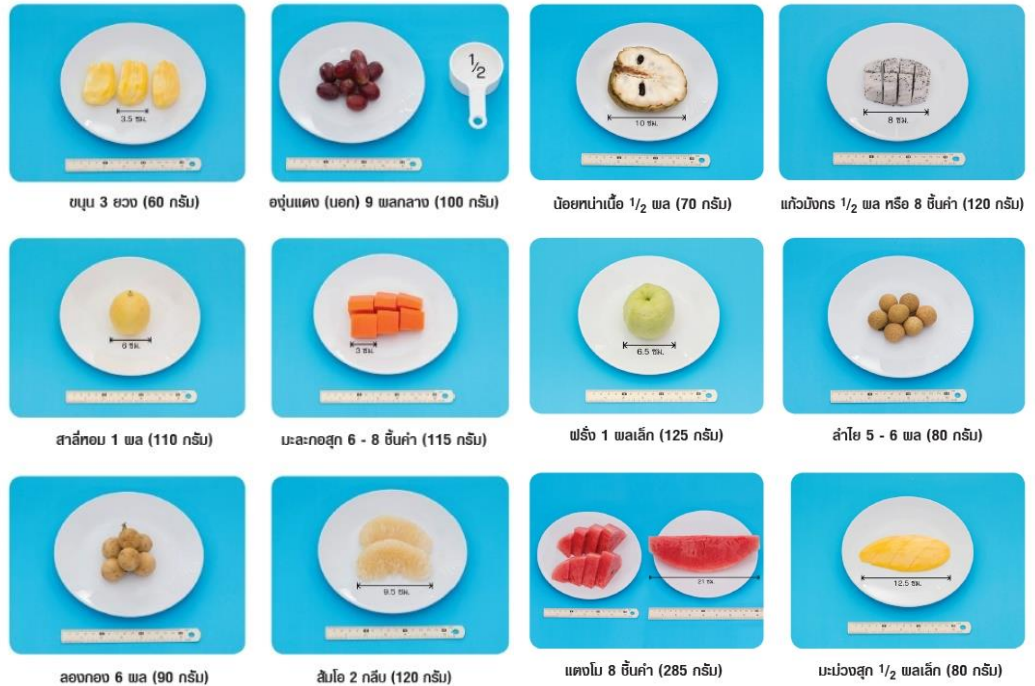 3.5 ซม.
1/2
10 ซม.
8 ซม.
ขนุน 3 ยวง (60 กรัม)
องุ่นแดง (นอก) 9 ผลกลาง (100 กรัม)
น้อยหน่าเนื้อ 1/2 ผล (70 กรัม)
แก้วมังกร 1/2 ผล หรือ 8 ชิ้นคำ (120 กรัม)
6 ซม.
3 ซม.
6.5 ซม.
สาลี่หอม 1 ผล (110 กรัม)
มะละกอสุก 6 - 8 ชิ้นคำ (115 กรัม)
ฝรั่ง 1 ผลเล็ก (125 กรัม)
ลำไย 5 - 6 ผล (80 กรัม)
9.5 ซม.
21 ซม.
12.5 ซม.
ลองกอง 6 ผล (90 กรัม)
ส้มโอ 2 กลีบ (120 กรัม)
แตงโม 8 ชิ้นคำ (285 กรัม)
มะม่วงสุก 1/2 ผลเล็ก (80 กรัม)